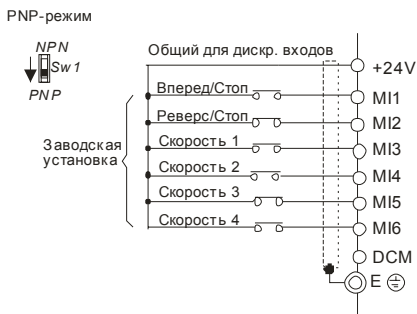 PNP-режим
NPN
Sw1
PNP
Общий для дискр. входов
+24V
Вперед/Стоп
MI1
Реверс/Стоп
MI2
Заводская
установка
Скорость 1
MI3
Скорость 2
MI4
Скорость 3
MI5
Скорость 4
MI6
DCM
E